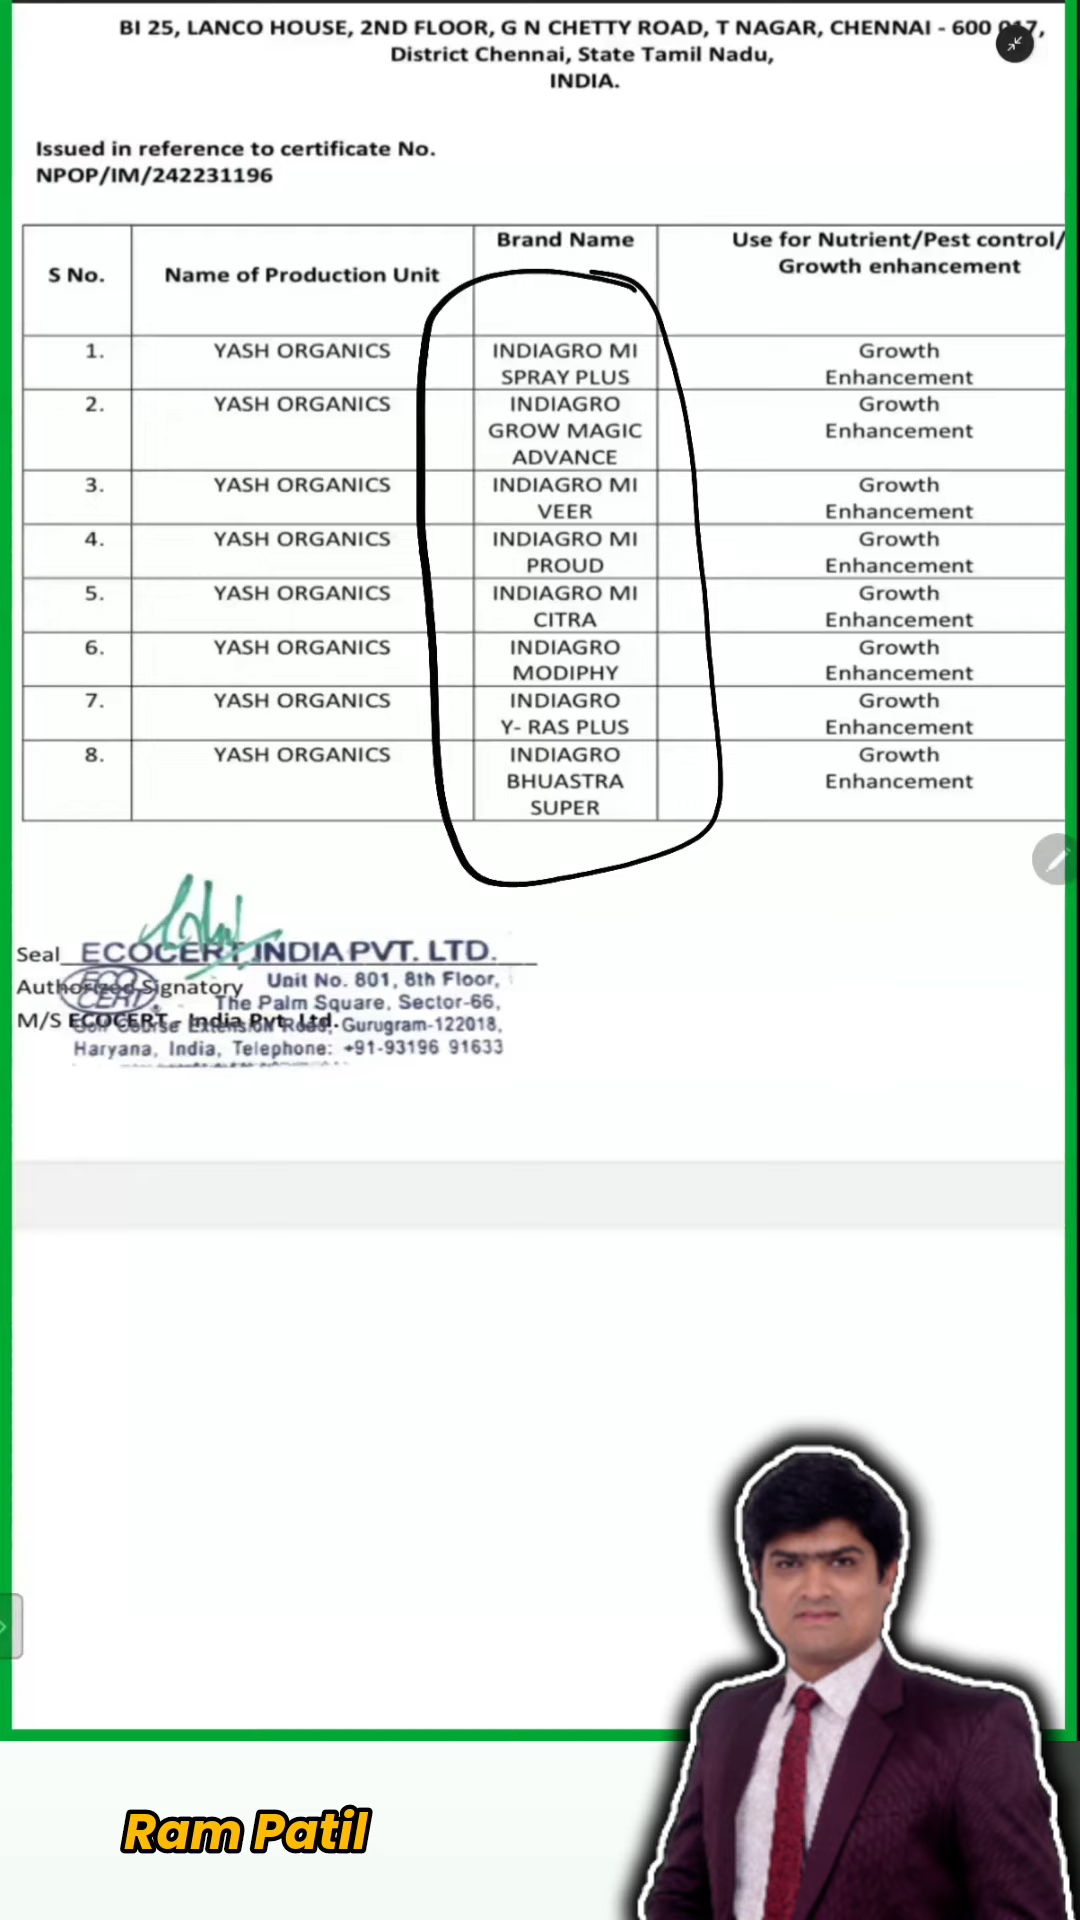 BI 25, LANCO HOUSE, 2ND FLOOR, G N CHETTY ROAD, T NAGAR, CHENNAI - 600
District Chennai, State Tamil Nadu,
INDIA.
Issued in reference to certificate No.
NPOP/IM/242231196
S No.
Name of Production Unit
Brand Name
Use for Nutrient/Pest control/
Growth enhancement
1.
YASH ORGANICS
INDIAGRO MI
SPRAY PLUS
Growth
Enhancement
2.
YASH ORGANICS
INDIAGRO
GROW MAGIC
ADVANCE
Growth
Enhancement
3.
YASH ORGANICS
INDIAGRO MI
VEER
Growth
Enhancement
4.
YASH ORGANICS
INDIAGRO MI
PROUD
Growth
Enhancement
5.
YASH ORGANICS
INDIAGRO MI
CITRA
Growth
Enhancement
6.
YASH ORGANICS
INDIAGRO
MODIPHY
Growth
Enhancement
7.
YASH ORGANICS
INDIAGRO
Y- RAS PLUS
Growth
Enhancement
8.
YASH ORGANICS
INDIAGRO
BHUASTRA
SUPER
Growth
Enhancement
Seal
ECOCERT INDIA PVT. LTD.
Authorized Signatory
ECO
CERT
Unit No. 801, 8th Floor,
The Palm Square, Sector-66,
M/S ECOCERT - India Pvt. Ltd.
Golf Course Extension Road, Gurugram-122018,
Haryana, India, Telephone: +91-93196 91633
Ram Patil